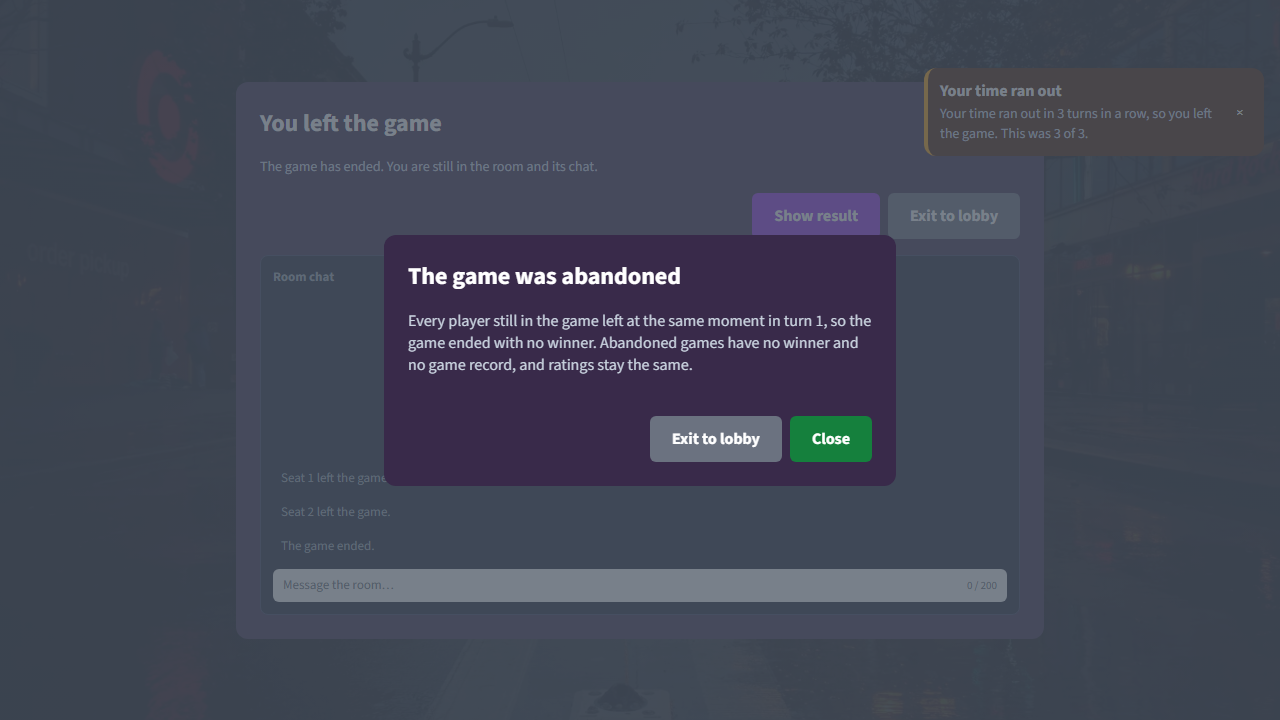 You left the game
The game has ended. You are still in the room and its chat.
Your time ran out
Your time ran out in 3 turns in a row, so you left
the game. This was 3 of 3.
×
Show result
Exit to lobby
Room chat
The game was abandoned
Every player still in the game left at the same moment in turn 1, so the
game ended with no winner. Abandoned games have no winner and
no game record, and ratings stay the same.
Exit to lobby
Close
Seat 1 left the game
Seat 2 left the game.
The game ended.
Message the room…
0 / 200